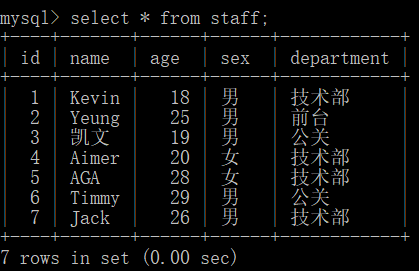 mysql> select * from staff;
+----+-------+------+------+------------+
| id | name | age | sex | department |
+----+-------+------+------+------------+
| 1 | Kevin | 18 | 男 | 技术部 |
| 2 | Yeung | 25 | 男 | 前台 |
| 3 | 凯文 | 19 | 男 | 公关 |
| 4 | Aimer | 20 | 女 | 技术部 |
| 5 | AGA | 28 | 女 | 技术部 |
| 6 | Timmy | 29 | 男 | 公关 |
| 7 | Jack | 26 | 男 | 技术部 |
+----+-------+------+------+------------+
7 rows in set (0.00 sec)